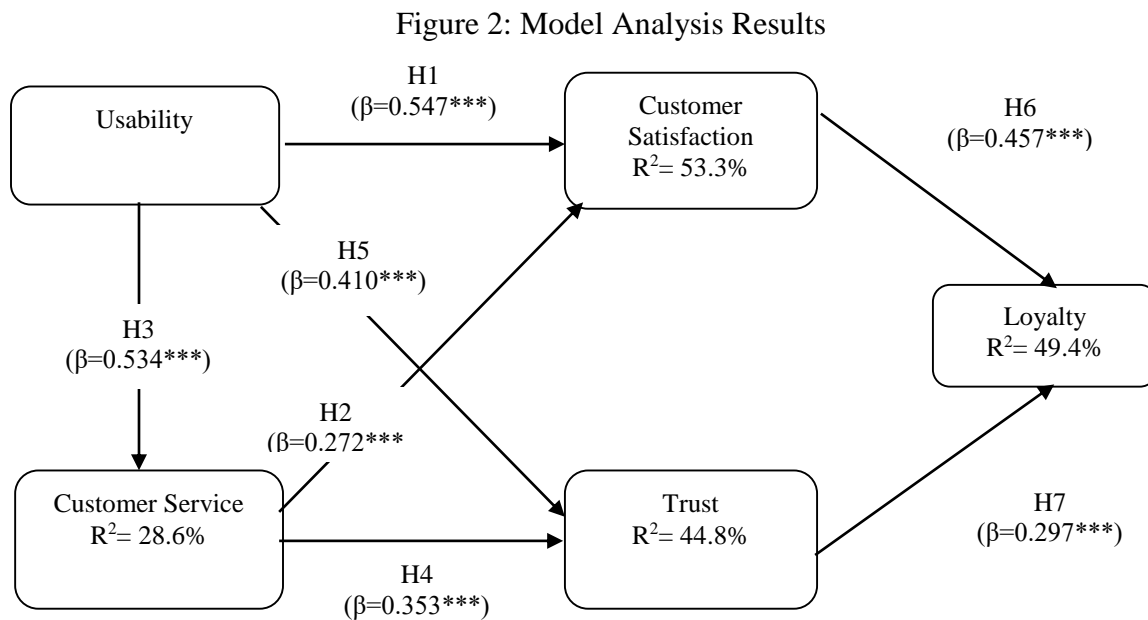 Figure 2: Model Analysis Results
H1
(β=0.547***)
Usability
Customer
Satisfaction
R²= 53.3%
H6
(β=0.457***)
H5
(β=0.410***)
H3
(β=0.534***)
Loyalty
R²= 49.4%
H2
(β=0.272***
Customer Service
R²= 28.6%
Trust
R²= 44.8%
H7
(β=0.297***)
H4
(β=0.353***)